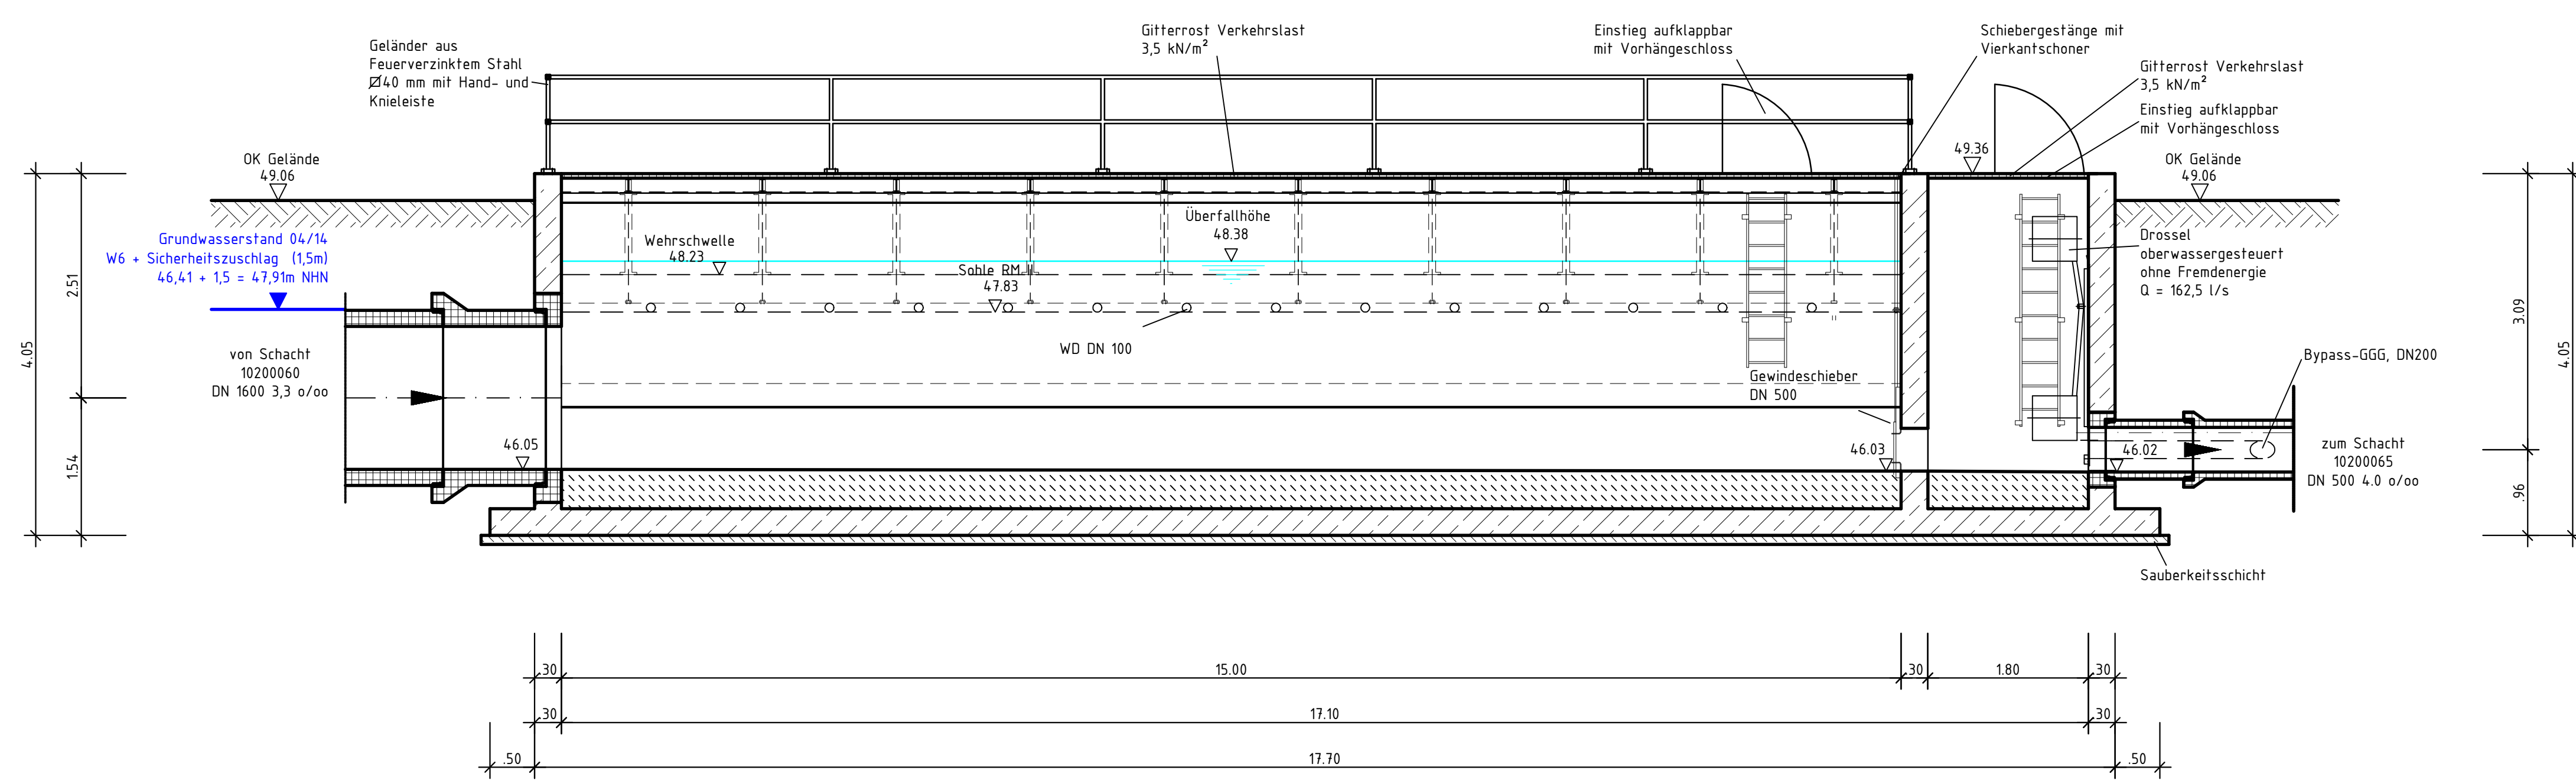 Geländer aus
Feuerverzinktem Stahl
40 mm mit Hand- und
Knieleiste
Gitterrost Verkehrslast
3,5 kN/m²
Einstieg aufklappbar
mit Vorhängeschloss
Schiebergestänge mit
Vierkantschoner
Gitterrost Verkehrslast
3,5 kN/m²
Einstieg aufklappbar
mit Vorhängeschloss
OK Gelände
49.06
49.36
OK Gelände
49.06
Grundwasserstand 04/14
W6 + Sicherheitszuschlag (1,5m)
46,41 + 1,5 = 47,91m NHN
Wehrschwelle
48.23
Überfallhöhe
48.38
Sohle RM
47.83
Drossel
oberwassergesteuert
ohne Fremdenergie
Q = 162,5 l/s
WD DN 100
von Schacht
10200060
DN 1600 3,3 o/oo
Gewindeschieber
DN 500
Bypass-GGG, DN200
46.05
46.03
46.02
zum Schacht
10200065
DN 500 4.0 o/oo
Sauberkeitsschicht
4.05
2.51
1.54
3.09
.96
4.05
.30
15.00
.30
1.80
.30
.30
17.10
.30
.50
17.70
.50